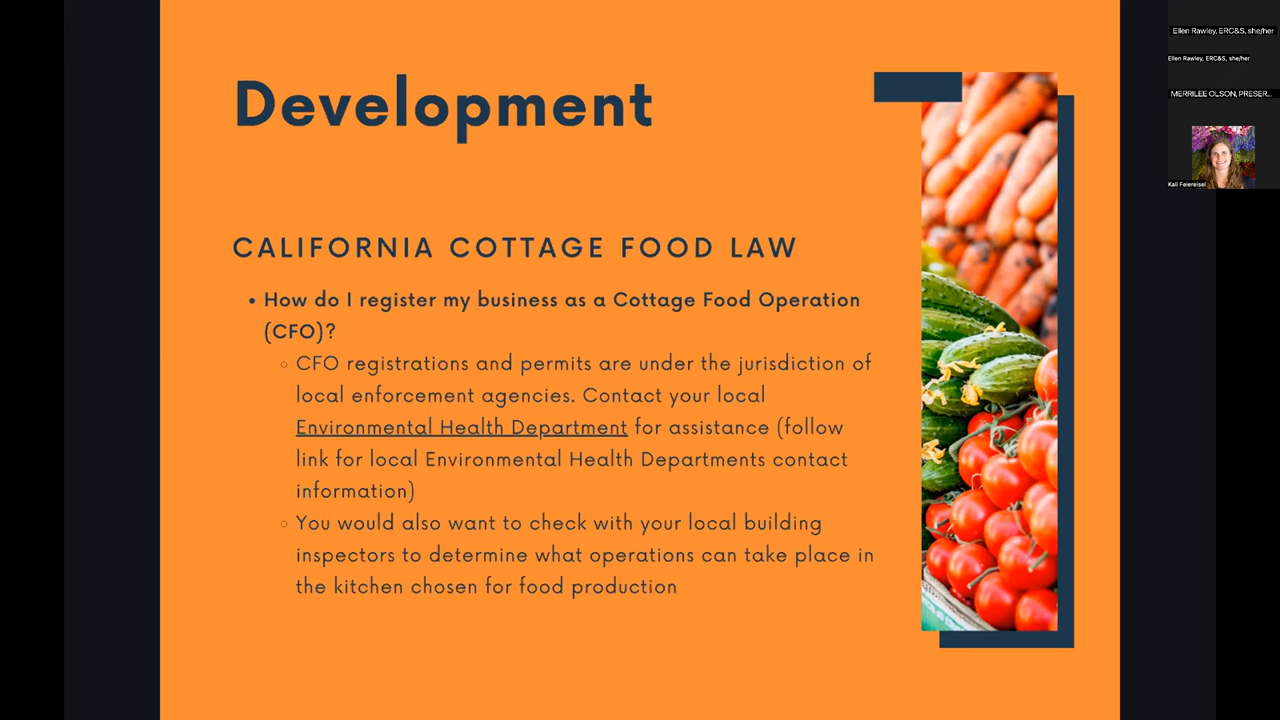 Development
CALIFORNIA COTTAGE FOOD LAW
• How do I register my business as a Cottage Food Operation
(CFO)?
○ CFO registrations and permits are under the jurisdiction of
local enforcement agencies. Contact your local
Environmental Health Department for assistance (follow
link for local Environmental Health Departments contact
information)
○ You would also want to check with your local building
inspectors to determine what operations can take place in
the kitchen chosen for food production
Ellen Rawley, ERC&S, she/her
Ellen Rawley, ERC&S, she/her
MERRILEE OLSON, PRESER...
Kali Feiereisel